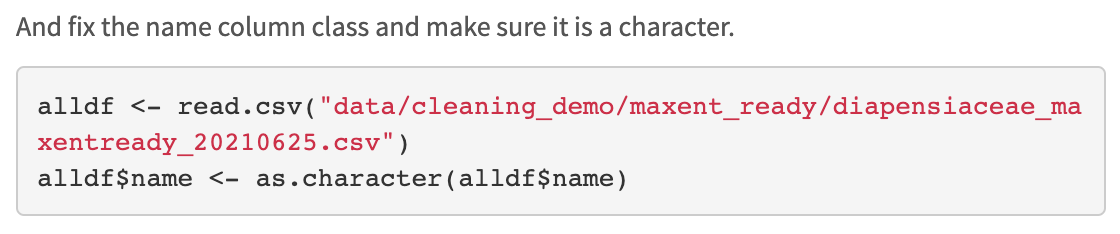 And fix the name column class and make sure it is a character.
alldf <- read.csv("data/cleaning_demo/maxent_ready/diapensiaceae_ma
xentready_20210625.csv")
alldf$name <- as.character(alldf$name)